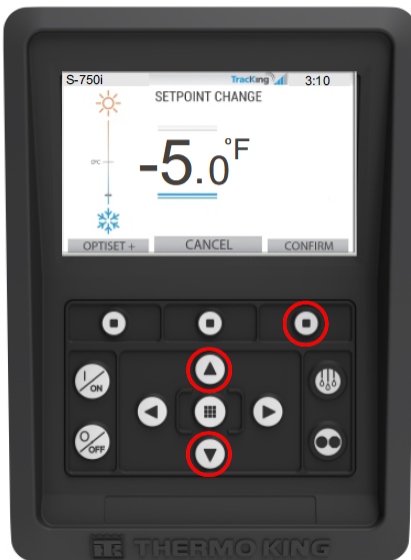 S-750i TracKing 3:10
SETPOINT CHANGE
0°C
-5.0°F
OPTISET + CANCEL CONFIRM
I/ON
O/OFF
THERMO KING